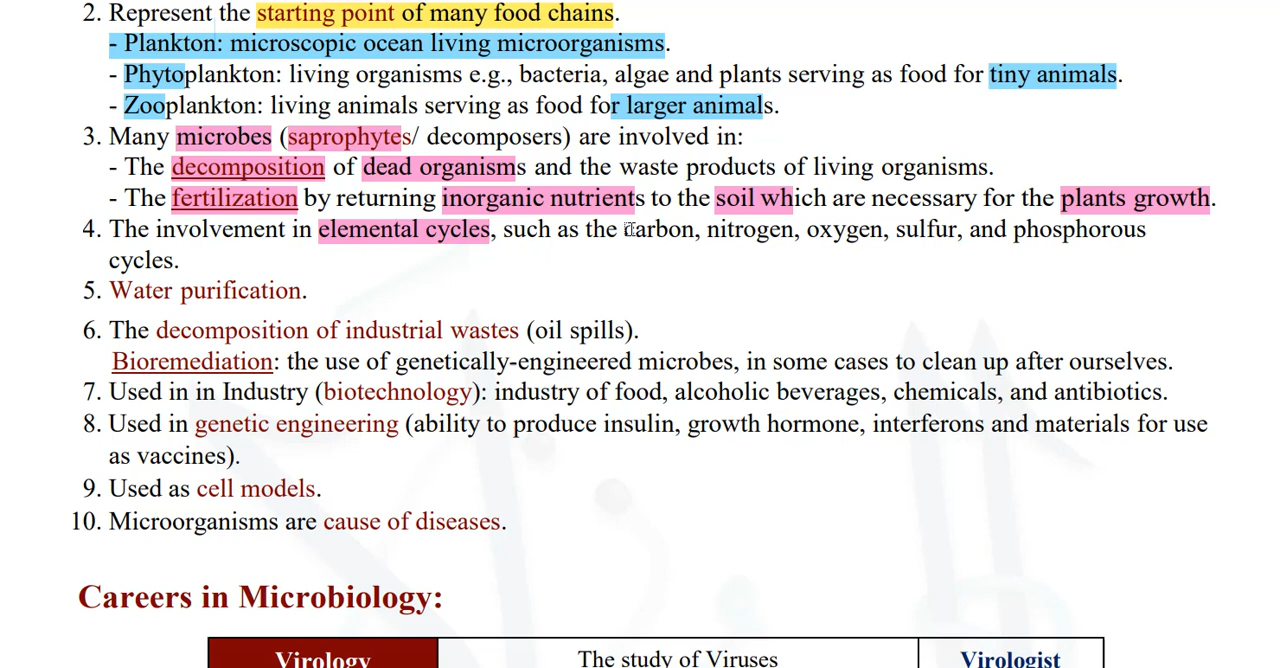 2. Represent the starting point of many food chains.
- Plankton: microscopic ocean living microorganisms.
- Phytoplankton: living organisms e.g., bacteria, algae and plants serving as food for tiny animals.
- Zooplankton: living animals serving as food for larger animals.
3. Many microbes (saprophytes/ decomposers) are involved in:
- The decomposition of dead organisms and the waste products of living organisms.
- The fertilization by returning inorganic nutrients to the soil which are necessary for the plants growth.
4. The involvement in elemental cycles, such as the carbon, nitrogen, oxygen, sulfur, and phosphorous
cycles.
5. Water purification.
6. The decomposition of industrial wastes (oil spills).
Bioremediation: the use of genetically-engineered microbes, in some cases to clean up after ourselves.
7. Used in in Industry (biotechnology): industry of food, alcoholic beverages, chemicals, and antibiotics.
8. Used in genetic engineering (ability to produce insulin, growth hormone, interferons and materials for use
as vaccines).
9. Used as cell models.
10. Microorganisms are cause of diseases.
Careers in Microbiology:
Virology The study of Viruses Virologist